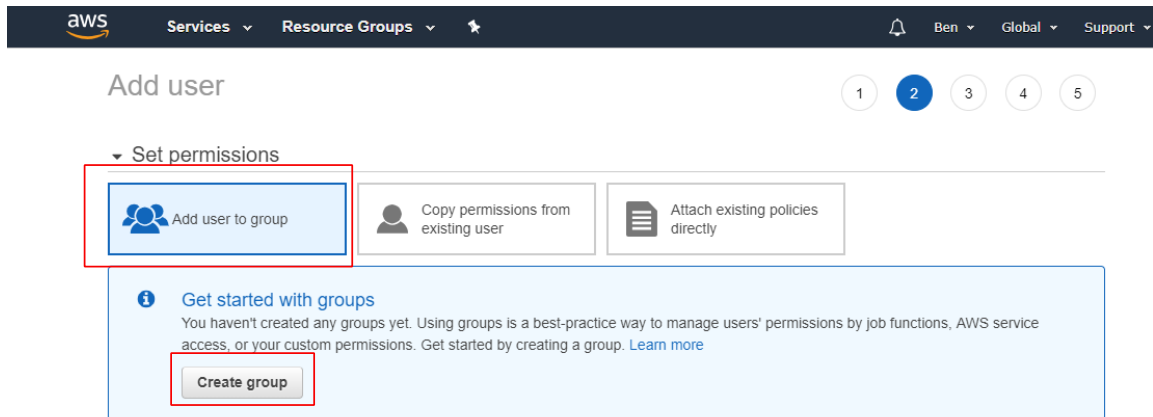 aws Services Resource Groups Ben Global Support
Add user 1 2 3 4 5
Set permissions
Add user to group
Copy permissions from
existing user
Attach existing policies
directly
Get started with groups
You haven't created any groups yet. Using groups is a best-practice way to manage users' permissions by job functions, AWS service
access, or your custom permissions. Get started by creating a group. Learn more
Create group